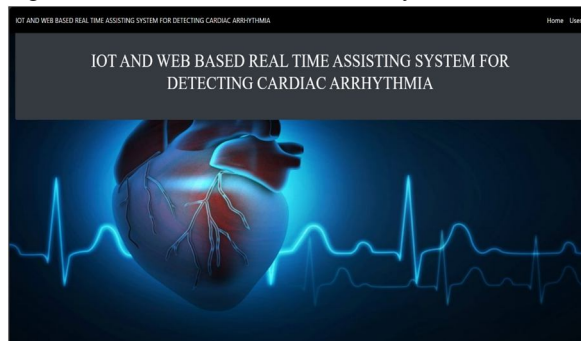 IOT AND WEB BASED REAL TIME ASSISTING SYSTEM FOR DETECTING CARDIAC ARRHYTHMIA
Home User
IOT AND WEB BASED REAL TIME ASSISTING SYSTEM FOR
DETECTING CARDIAC ARRHYTHMIA